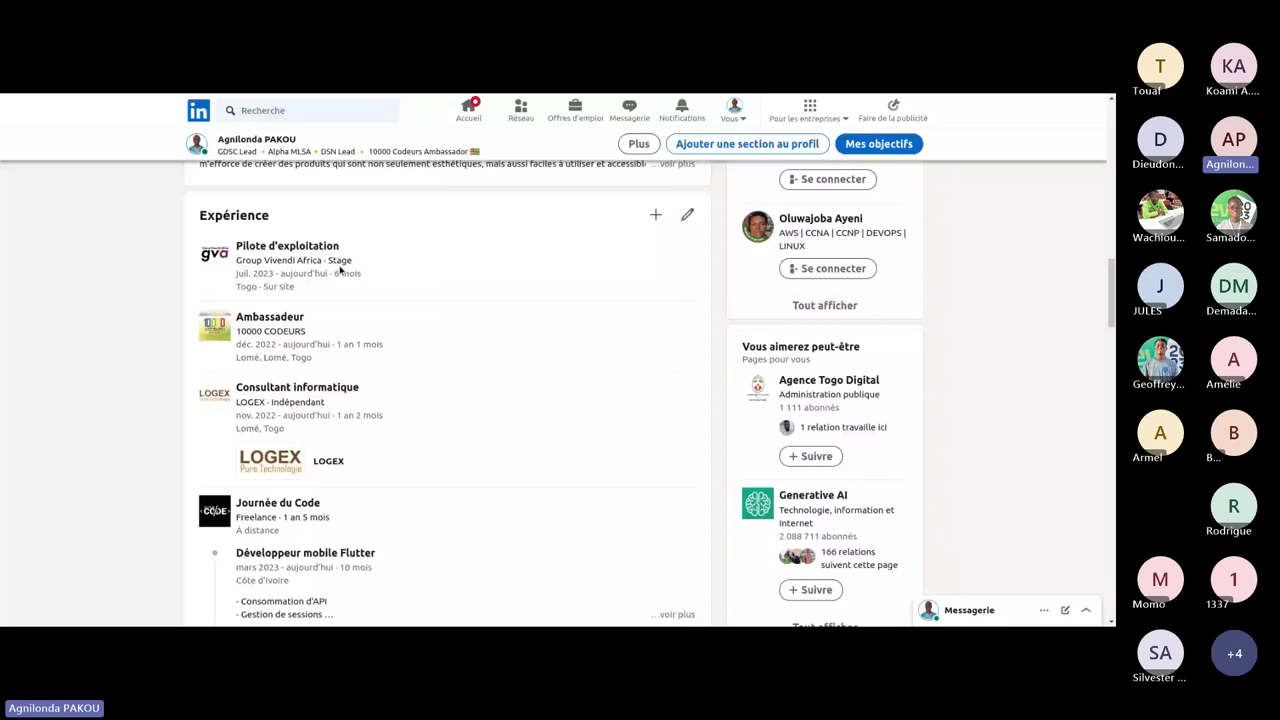 Recherche
Accueil
Réseau
Offres d'emploi
Messagerie
Notifications
Vous
Pour les entreprises
Faire de la publicité
Agnilonda PAKOU
GDSC Lead • Alpha MLSA • DSN Lead • 10000 Codeurs Ambassador
Plus
Ajouter une section au profil
Mes objectifs
m'efforce de créer des produits qui sont non seulement esthétiques, mais aussi faciles à utiliser et accessibl
…voir plus
Expérience
gva
Pilote d'exploitation
Group Vivendi Africa · Stage
juil. 2023 - aujourd'hui · 6 mois
Togo · Sur site
Ambassadeur
10000 CODEURS
déc. 2022 - aujourd'hui · 1 an 1 mois
Lomé, Lomé, Togo
LOGEX
Consultant informatique
LOGEX · Indépendant
nov. 2022 - aujourd'hui · 1 an 2 mois
Lomé, Togo
LOGEX
Pure Technologie
LOGEX
CODE
Journée du Code
Freelance · 1 an 5 mois
À distance
Développeur mobile Flutter
mars 2023 - aujourd'hui · 10 mois
Côte d'Ivoire
- Consommation d'API
- Gestion de sessions ...
…voir plus
Se connecter
Oluwajoba Ayeni
AWS | CCNA | CCNP | DEVOPS |
LINUX
Se connecter
Tout afficher
Vous aimerez peut-être
Pages pour vous
Agence Togo Digital
Administration publique
1 111 abonnés
1 relation travaille ici
+ Suivre
Generative AI
Technologie, information et
Internet
2 088 711 abonnés
166 relations
suivent cette page
+ Suivre
Tout afficher
Messagerie
T
Touaf
KA
Koami A....
D
Dieudon...
AP
Agnilon...
Wachiou...
Samado...
J
JULES
DM
Demada...
Geoffrey...
A
Amélie
A
Armel
B
B...
R
Rodrigue
M
Momo
1
1337
SA
Silvester ...
+4
Agnilonda PAKOU